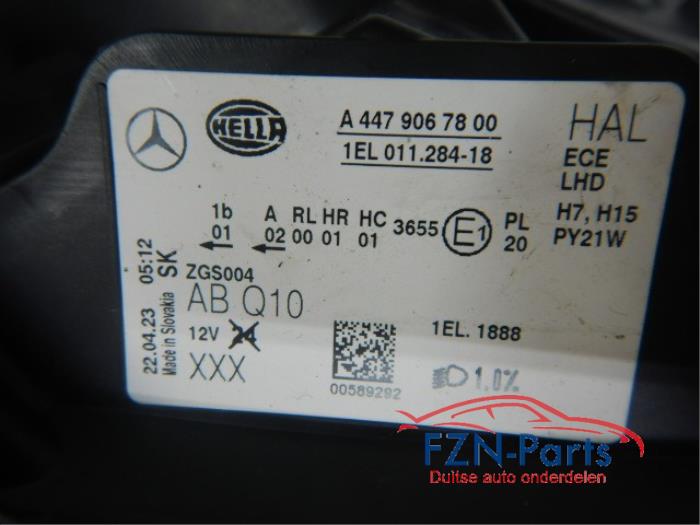 HELLA
A 447 906 78 00
1EL 011.284-18
HAL
ECE
LHD
1b
01
A
02
RL
00
HR
01
HC
01
3655
E1
PL
20
H7, H15
PY21W
22.04.23 05:12
Made in Slovakia SK
ZGS004
AB Q10
12V
XXX
00589292
1EL. 1888
1.0%
FZN-Parts
Duitse auto onderdelen